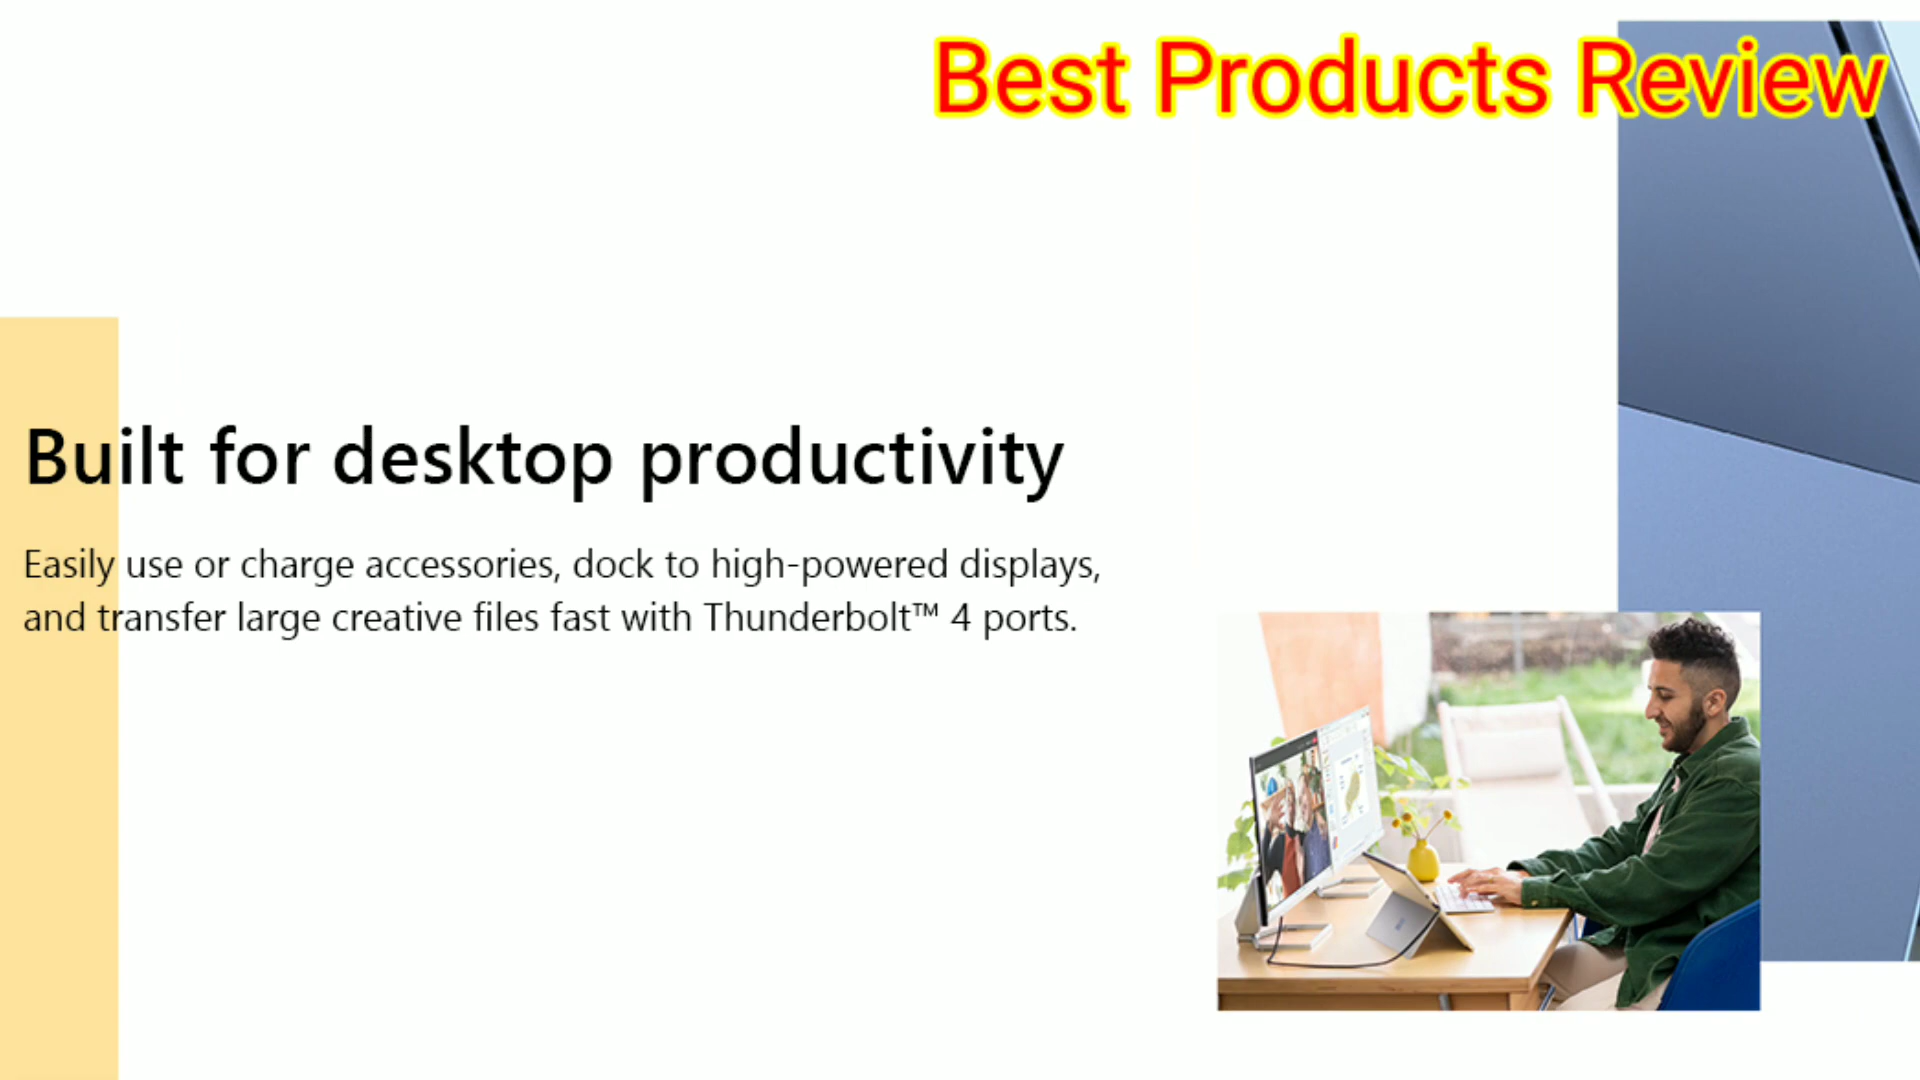 Best Products Review
Built for desktop productivity
Easily use or charge accessories, dock to high-powered displays,
and transfer large creative files fast with Thunderbolt™ 4 ports.